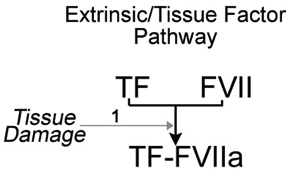 Extrinsic/Tissue Factor
Pathway
TF FVII
Tissue 1
Damage
TF-FVIIa